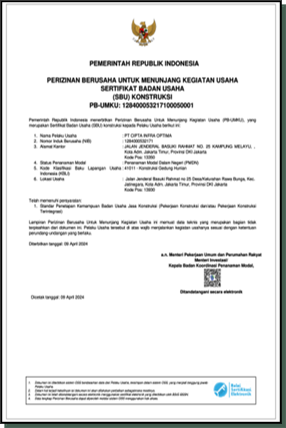 PEMERINTAH REPUBLIK INDONESIA
PERIZINAN BERUSAHA UNTUK MENUNJANG KEGIATAN USAHA
SERTIFIKAT BADAN USAHA
(SBU) KONSTRUKSI
PB-UMKU: 128400053217100050001
Pemerintah Republik Indonesia menerbitkan Perizinan Berusaha Untuk Menunjang Kegiatan Usaha (PB-UMKU), yang
merupakan Sertifikat Badan Usaha (SBU) konstruksi kepada Pelaku Usaha berikut ini:
1. Nama Pelaku Usaha : PT CIPTA INFRA OPTIMA
2. Nomor Induk Berusaha (NIB) :
3. Alamat Kantor : JALAN JENDERAL BASUKI RAHMAT NO 25 KAMPUNG MELAYU,
Kota Adm. Jakarta Timur, Provinsi DKI Jakarta
Kode Pos:
4. Status Penanaman Modal : Penanaman Modal Dalam Negeri (PMDN)
5. Kode Klasifikasi Baku Lapangan Usaha : 41011 - Konstruksi Gedung Hunian
Indonesia (KBLI)
6. Lokasi Usaha : Jalan Jenderal Basuki Rahmat no 25 Desa/Kelurahan Rawa Bunga, Kec.
Jatinegara, Kota Adm. Jakarta Timur, Provinsi DKI Jakarta
Kode Pos:
Telah memenuhi persyaratan:
1. Standar Penetapan Kemampuan Badan Usaha Jasa Konstruksi (Pekerjaan Konstruksi dan/atau Pekerjaan Konstruksi
Terintegrasi)
Lampiran Perizinan Berusaha Untuk Menunjang Kegiatan Usaha ini memuat data teknis yang merupakan bagian tidak
terpisahkan dari dokumen ini. Pelaku Usaha tersebut di atas wajib menjalankan kegiatan usahanya sesuai dengan ketentuan
perundang-undangan yang berlaku.
Diterbitkan tanggal: 09 April 2024
a.n. Menteri Pekerjaan Umum dan Perumahan Rakyat
Menteri Investasi/
Kepala Badan Koordinasi Penanaman Modal,
Ditandatangani secara elektronik
Dicetak tanggal: 09 April 2024
Balai
Sertifikasi
Elektronik